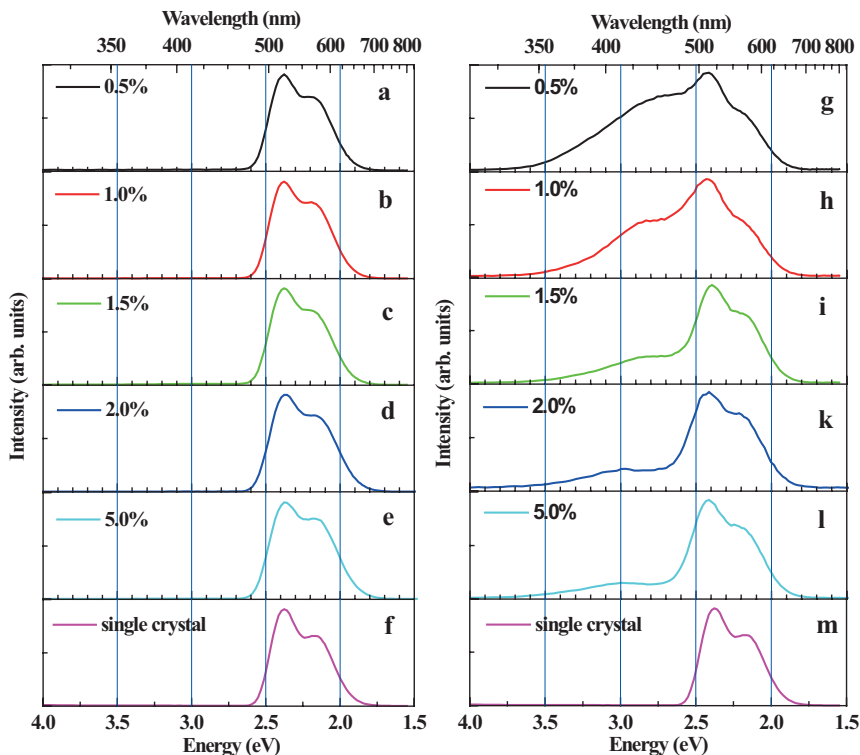 Wavelength (nm)
350 400 500 600 700 800
0.5% a
1.0% b
1.5% c
2.0% d
5.0% e
single crystal f
4.0 3.5 3.0 2.5 2.0 1.5
Energy (eV)
Intensity (arb. units)
Wavelength (nm)
350 400 500 600 700 800
0.5% g
1.0% h
1.5% i
2.0% k
5.0% l
single crystal m
4.0 3.5 3.0 2.5 2.0 1.5
Energy (eV)
Intensity (arb. units)